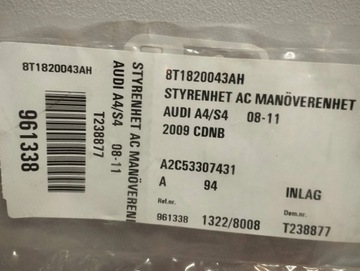 8T1820043AH
STYRENHET AC MANÖVERENHET
AUDI A4/S4 08-11
T238877
961338
8T1820043AH
STYRENHET AC MANÖVERENHET
AUDI A4/S4 08-11
2009 CDNB
A2C53307431
A 94 INLAG
Ref.nr. Dem.nr.
961338 1322/8008 T238877